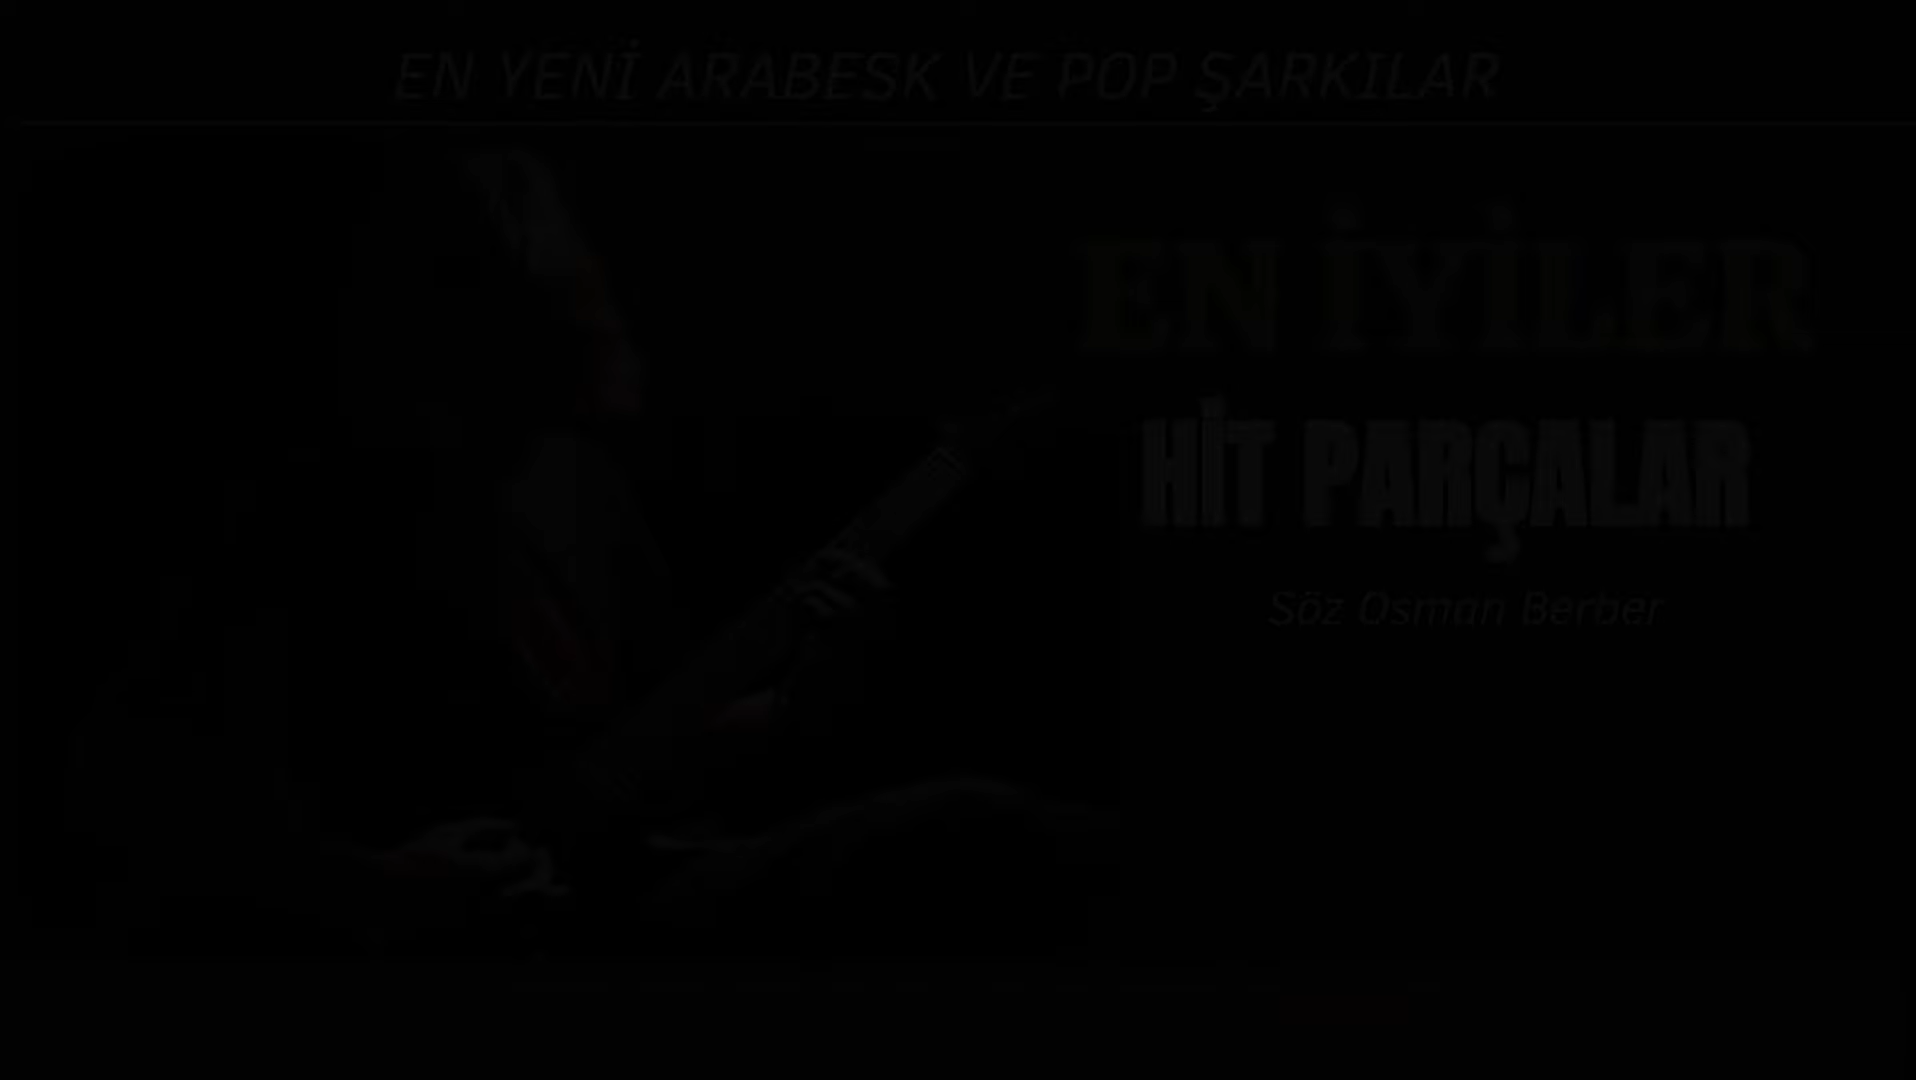 EN YENİ ARABESK VE POP ŞARKILAR
EN İYİLER
HİT PARÇALAR
Söz Osman Berber